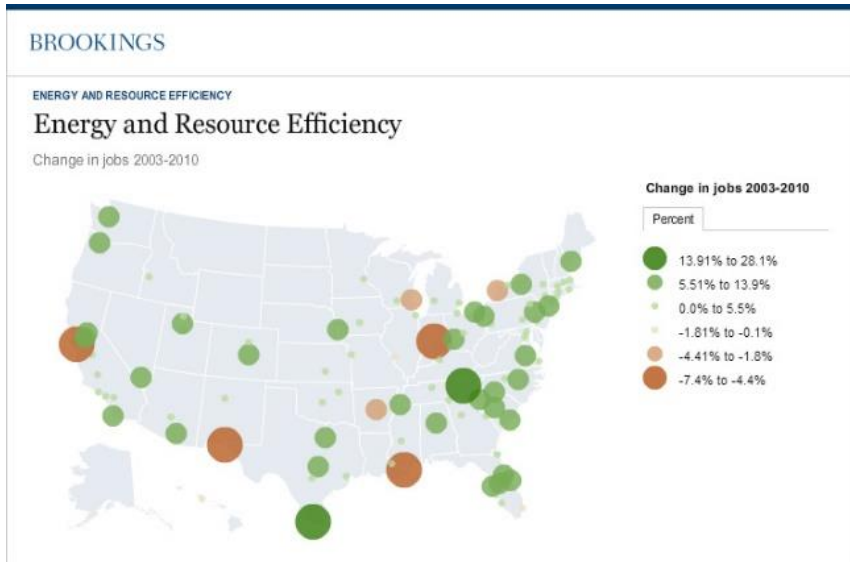 BROOKINGS
ENERGY AND RESOURCE EFFICIENCY
Energy and Resource Efficiency
Change in jobs 2003-2010
Change in jobs 2003-2010
Percent
13.91% to 28.1%
5.51% to 13.9%
0.0% to 5.5%
-1.81% to -0.1%
-4.41% to -1.8%
-7.4% to -4.4%